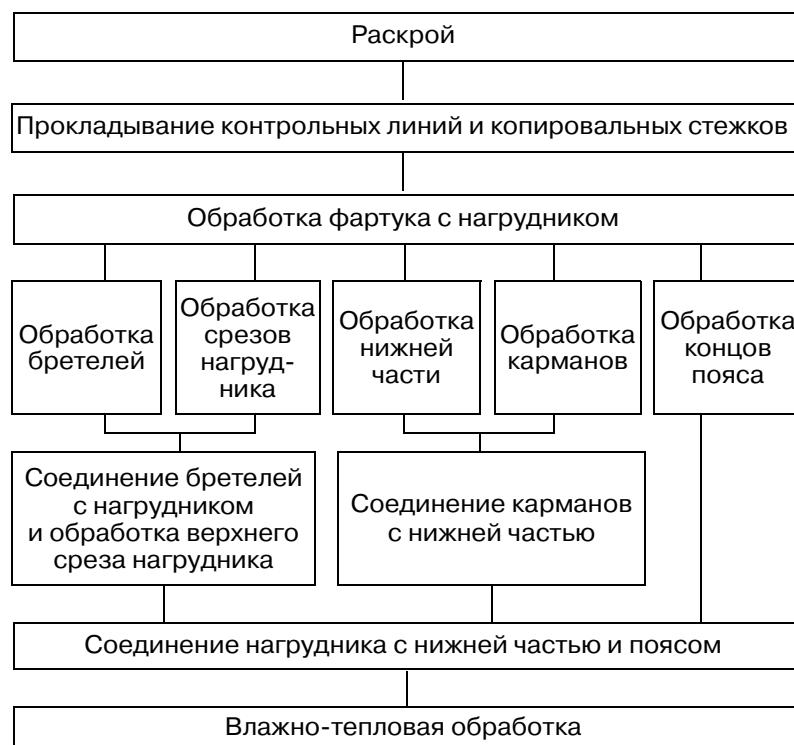 Раскрой
Прокладывание контрольных линий и копировальных стежков
Обработка фартука с нагрудником
Обработка
бретелей
Обработка
срезов
нагруд-
ника
Обработка
нижней
части
Обработка
карманов
Обработка
концов
пояса
Соединение бретелей
с нагрудником
и обработка верхнего
среза нагрудника
Соединение карманов
с нижней частью
Соединение нагрудника с нижней частью и поясом
Влажно-тепловая обработка